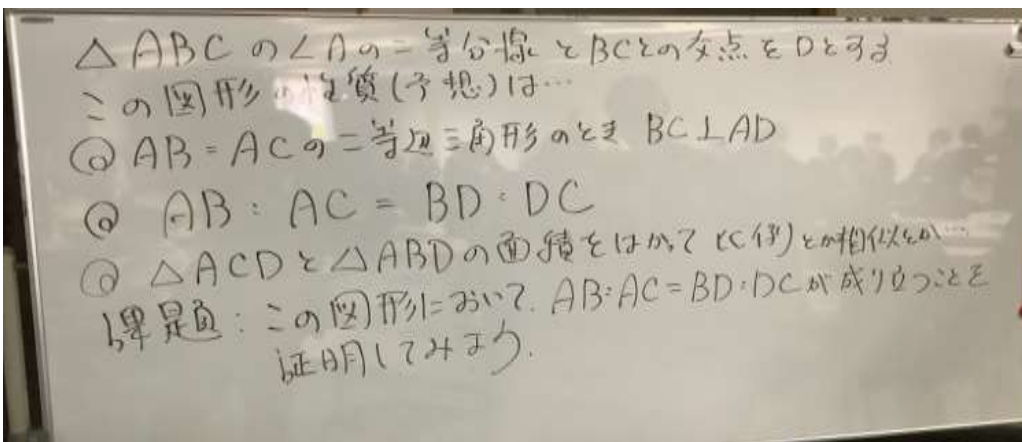 △ABCの∠Aの二等分線とBCとの交点をDとする
この図形の性質(予想)は…
◎AB=ACの二等辺三角形のとき BC⊥AD
◎ AB:AC=BD:DC
◎ △ACDと△ABDの面積をはかって 比例とか相似とか…
課題:この図形において、AB:AC=BD:DCが成り立つことを
証明してみよう.